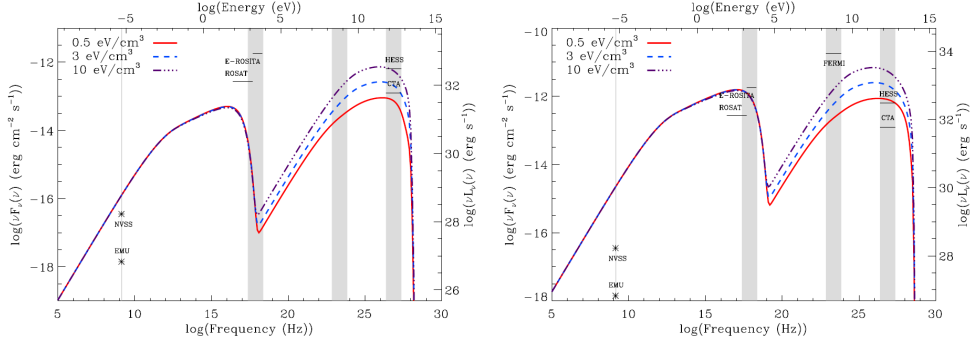 log(Energy (eV))
−5 0 5 10 15
0.5 eV/cm³
3 eV/cm³
10 eV/cm³
E−ROSITA
ROSAT
HESS
CTA
NVSS
EMU
−12
−14
−16
−18
log(νFᵥ(ν) (erg cm⁻² s⁻¹)
34
32
30
28
26
log(νLᵥ(ν) (erg s⁻¹)
5 10 15 20 25 30
log(Frequency (Hz))
log(Energy (eV))
−5 0 5 10 15
0.5 eV/cm³
3 eV/cm³
10 eV/cm³
FERMI
E−ROSITA
ROSAT
HESS
CTA
NVSS
EMU
−10
−12
−14
−16
−18
log(νFᵥ(ν) (erg cm⁻² s⁻¹)
34
32
30
28
log(νLᵥ(ν) (erg s⁻¹)
5 10 15 20 25 30
log(Frequency (Hz))